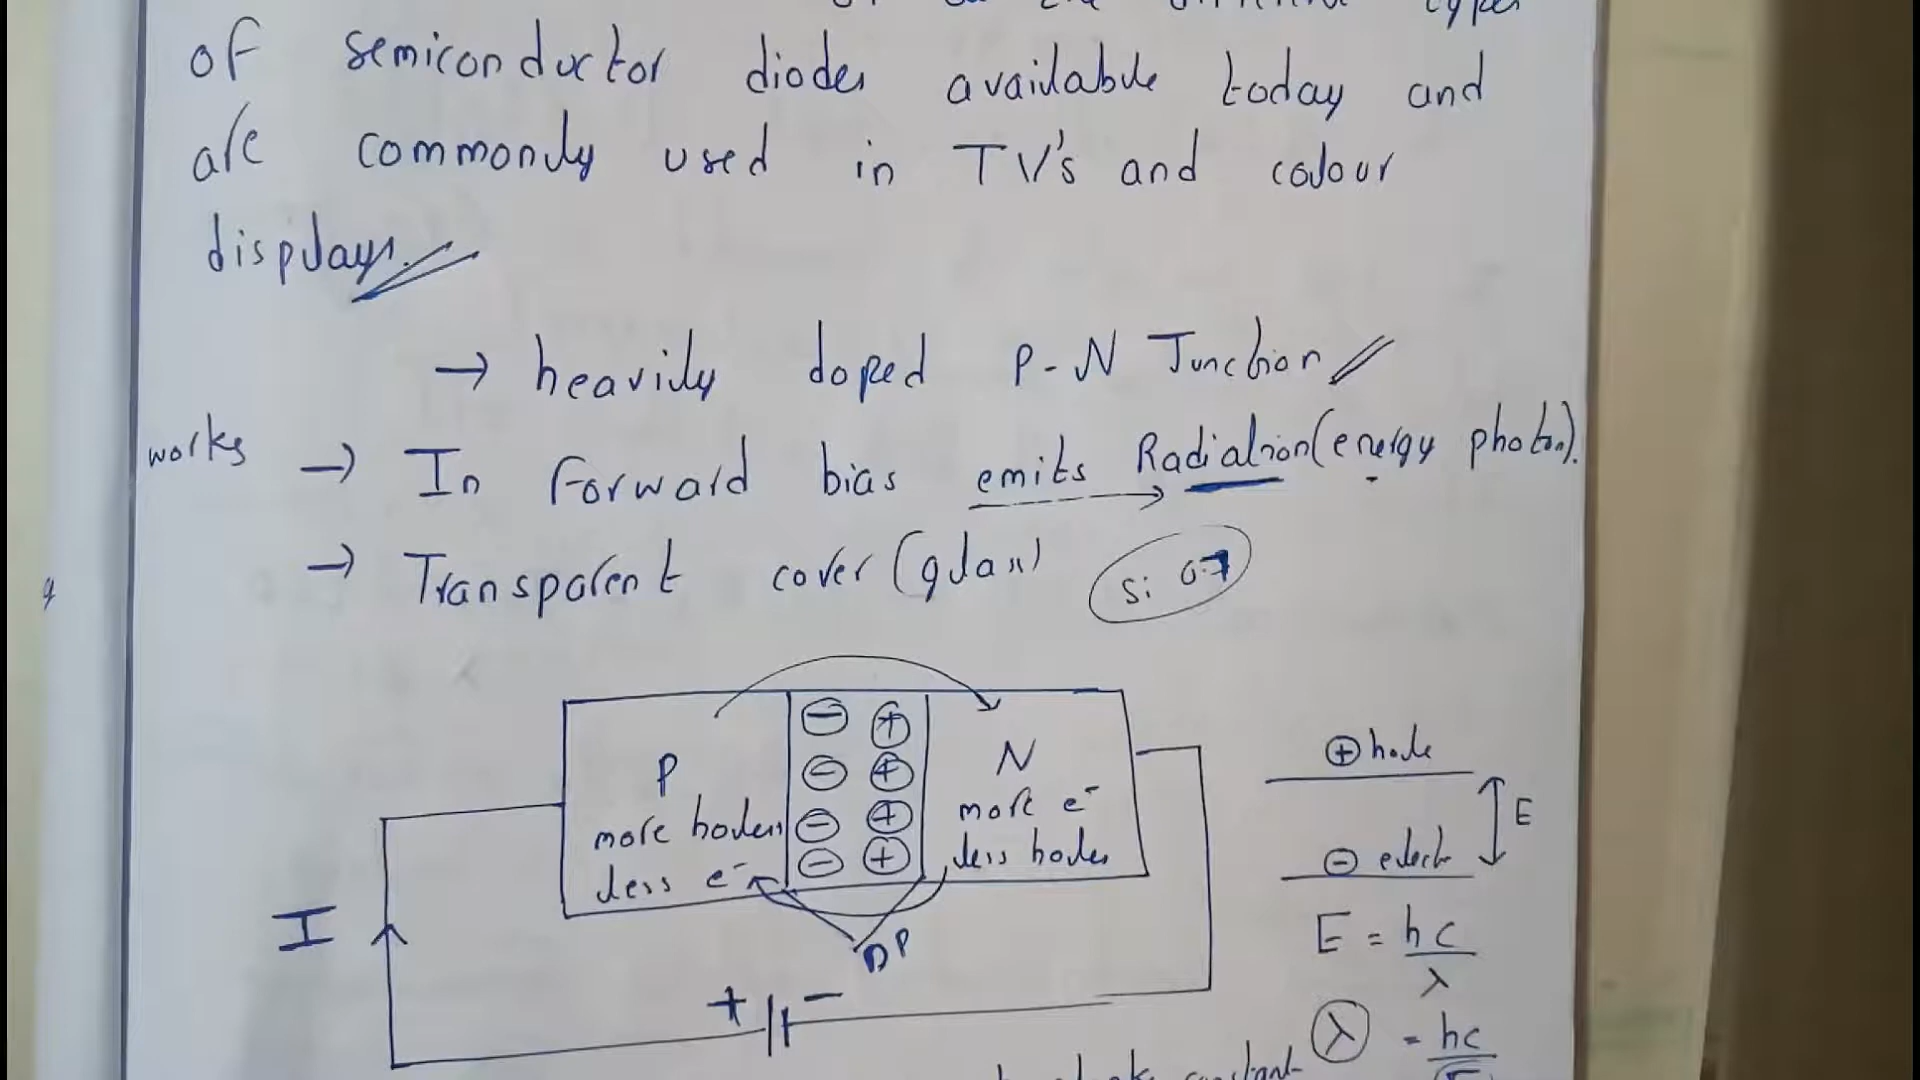 types
of semiconductor diodes available today and
are commonly used in TV's and colour
displays.
→ heavily doped P-N Junction
works → In Forward bias emits Radiation (energy photon).
→ Transparent cover (glass)
Si 0.7
P
more holes
less e⁻
⊖ ⊕
⊖ ⊕
⊖ ⊕
⊖ ⊕
N
more e⁻
less holes
DP
I
+ -
⊕ hole
E
⊖ elect
E = hc/λ
λ = hc
constant